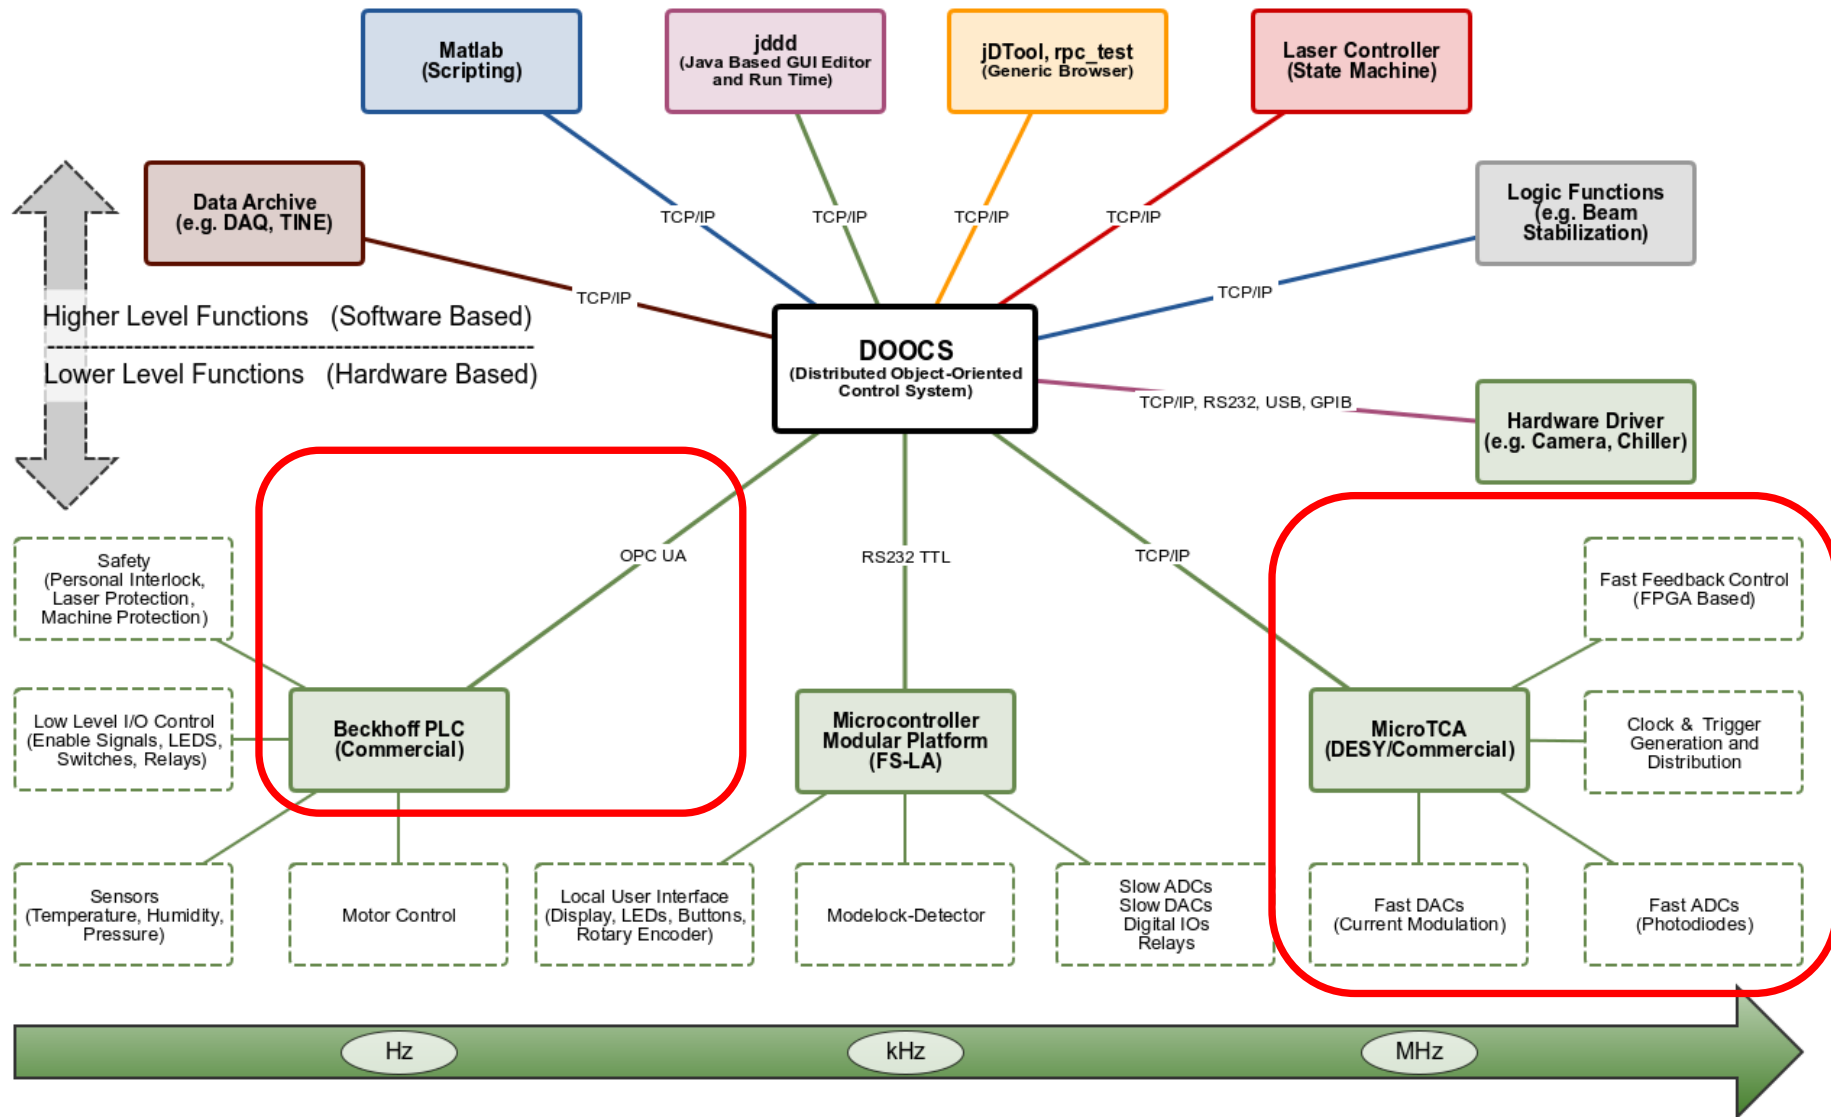 Matlab
(Scripting)
jddd
(Java Based GUI Editor
and Run Time)
jDTool, rpc_test
(Generic Browser)
Laser Controller
(State Machine)
Data Archive
(e.g. DAQ, TINE)
Logic Functions
(e.g. Beam
Stabilization)
TCP/IP
TCP/IP
TCP/IP
TCP/IP
TCP/IP
TCP/IP
Higher Level Functions (Software Based)
Lower Level Functions (Hardware Based)
DOOCS
(Distributed Object-Oriented
Control System)
TCP/IP, RS232, USB, GPIB
Hardware Driver
(e.g. Camera, Chiller)
OPC UA
RS232 TTL
TCP/IP
Safety
(Personal Interlock,
Laser Protection,
Machine Protection)
Fast Feedback Control
(FPGA Based)
Low Level I/O Control
(Enable Signals, LEDS,
Switches, Relays)
Beckhoff PLC
(Commercial)
Microcontroller
Modular Platform
(FS-LA)
MicroTCA
(DESY/Commercial)
Clock & Trigger
Generation and
Distribution
Sensors
(Temperature, Humidity,
Pressure)
Motor Control
Local User Interface
(Display, LEDs, Buttons,
Rotary Encoder)
Modelock-Detector
Slow ADCs
Slow DACs
Digital IOs
Relays
Fast DACs
(Current Modulation)
Fast ADCs
(Photodiodes)
Hz
kHz
MHz